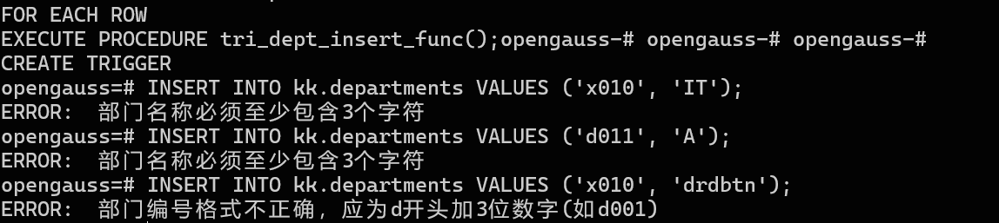 FOR EACH ROW
EXECUTE PROCEDURE tri_dept_insert_func();opengauss-# opengauss-# opengauss-#
CREATE TRIGGER
opengauss=# INSERT INTO kk.departments VALUES ('x010', 'IT');
ERROR:  部门名称必须至少包含3个字符
opengauss=# INSERT INTO kk.departments VALUES ('d011', 'A');
ERROR:  部门名称必须至少包含3个字符
opengauss=# INSERT INTO kk.departments VALUES ('x010', 'drdbtn');
ERROR:  部门编号格式不正确，应为d开头加3位数字(如d001)